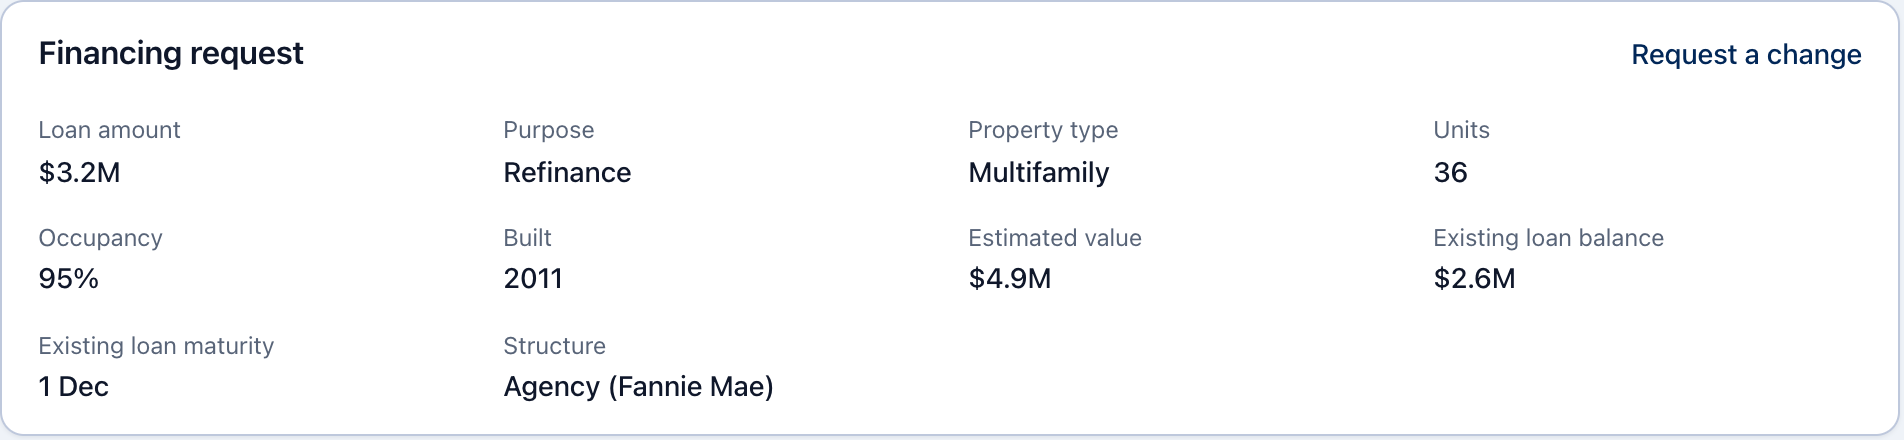 Financing request
Request a change
Loan amount
Purpose
Property type
Units
$3.2M
Refinance
Multifamily
36
Occupancy
Built
Estimated value
Existing loan balance
95%
2011
$4.9M
$2.6M
Existing loan maturity
Structure
1 Dec
Agency (Fannie Mae)